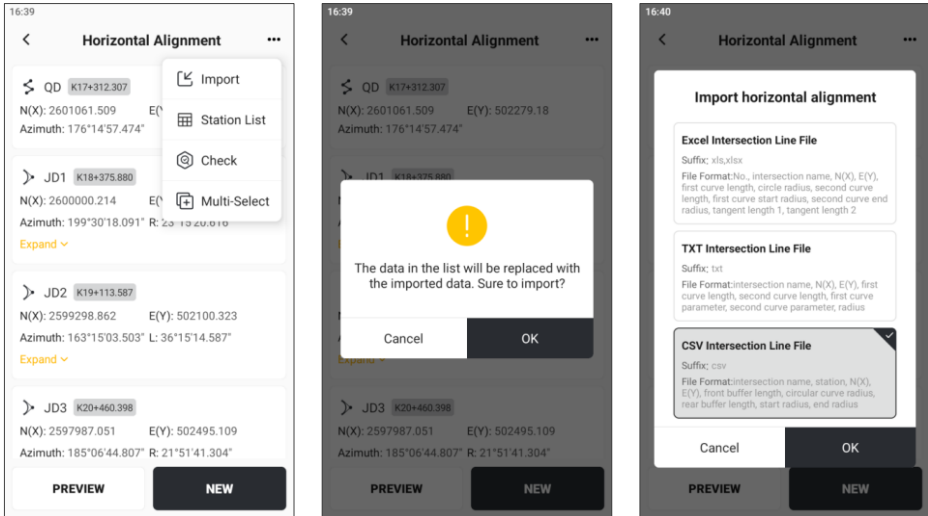 16:39
Horizontal Alignment
Import
Station List
Check
Multi-Select
QD K17+312.307
N(X): 2601061.509
Azimuth: 176°14'57.474"
JD1 K18+375.880
N(X): 2600000.214
Azimuth: 199°30'18.091" R: 23°15'20.616"
Expand
JD2 K19+113.587
N(X): 2599298.862 E(Y): 502100.323
Azimuth: 163°15'03.503" L: 36°15'14.587"
Expand
JD3 K20+460.398
N(X): 2597987.051 E(Y): 502495.109
Azimuth: 185°06'44.807" R: 21°51'41.304"
PREVIEW NEW
16:39
Horizontal Alignment
QD K17+312.307
N(X): 2601061.509 E(Y): 502279.18
Azimuth: 176°14'57.474"
JD1 K18+375.880
The data in the list will be replaced with
the imported data. Sure to import?
Cancel OK
Expand
JD3 K20+460.398
N(X): 2597987.051 E(Y): 502495.109
Azimuth: 185°06'44.807" R: 21°51'41.304"
PREVIEW NEW
16:40
Horizontal Alignment
Import horizontal alignment
Excel Intersection Line File
Suffix: xls,xlsx
File Format:No., intersection name, N(X), E(Y),
first curve length, circle radius, second curve
length, first curve start radius, second curve end
radius, tangent length 1, tangent length 2
TXT Intersection Line File
Suffix: txt
File Format:intersection name, N(X), E(Y), first
curve length, second curve length, first curve
parameter, second curve parameter, radius
CSV Intersection Line File
Suffix: csv
File Format:intersection name, station, N(X),
E(Y), front buffer length, circular curve radius,
rear buffer length, start radius, end radius
Cancel OK
PREVIEW NEW